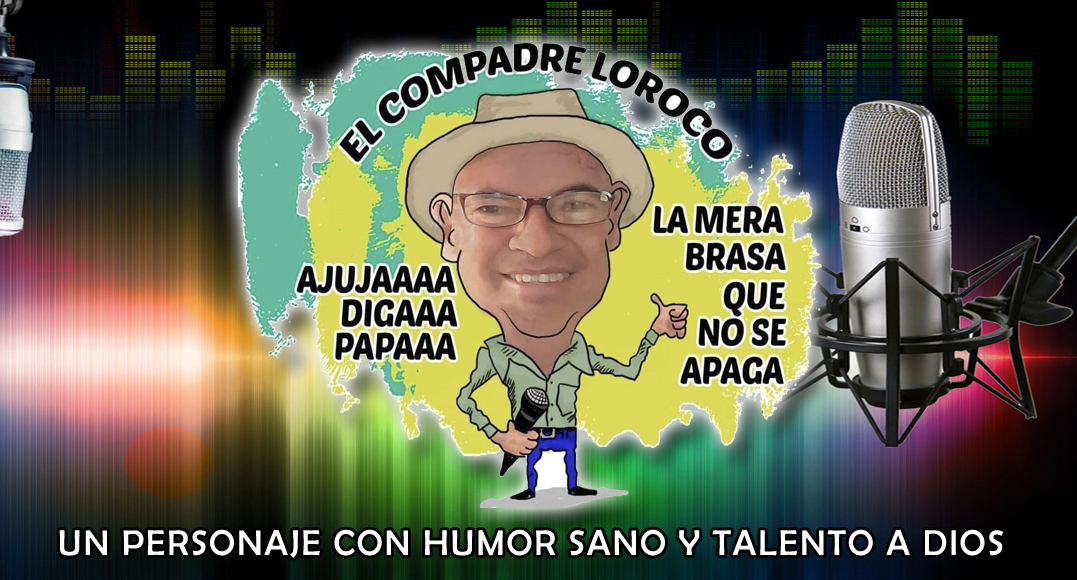 EL COMPADRE LOROCO
AJUJAAAA
DIGAAA
PAPAAA
LA MERA
BRASA
QUE
NO SE
APAGA
UN PERSONAJE CON HUMOR SANO Y TALENTO A DIOS